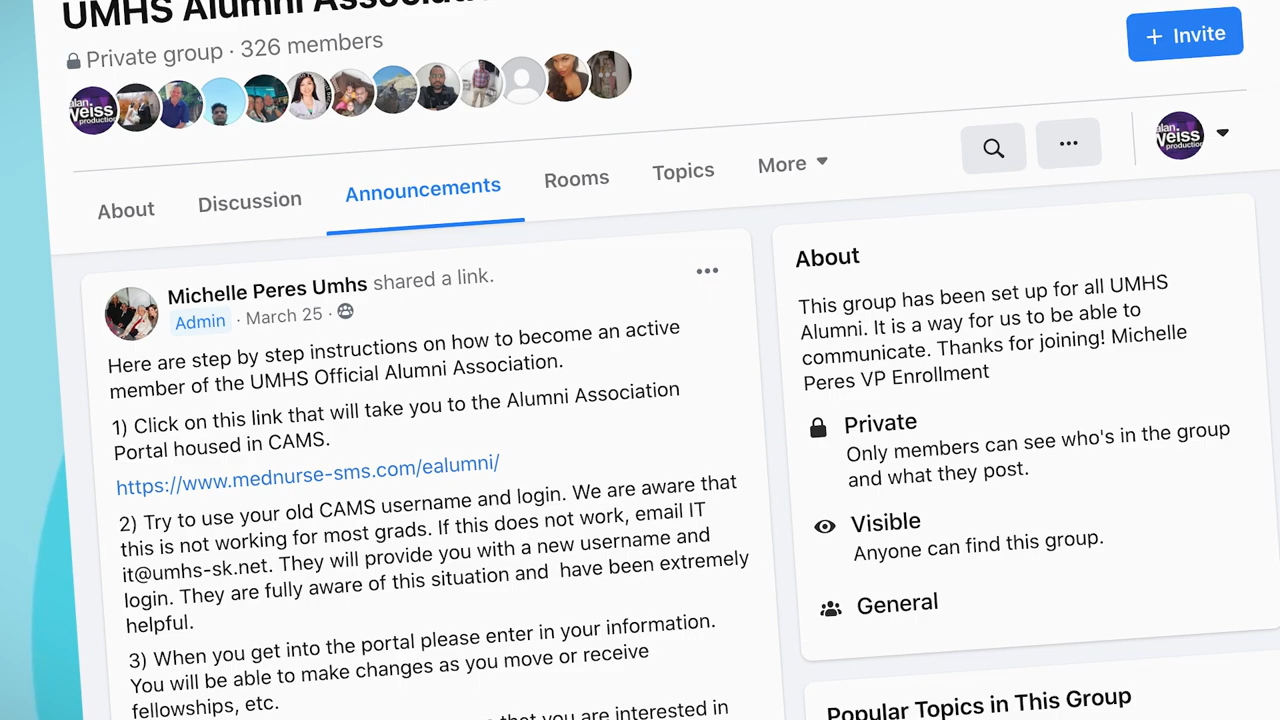 UMHS Alumni
Private group · 326 members
+ Invite
alan
weiss
production
alan
weiss
production
About
Discussion
Announcements
Rooms
Topics
More
Michelle Peres Umhs shared a link.
Admin · March 25 ·
Here are step by step instructions on how to become an active
member of the UMHS Official Alumni Association.
1) Click on this link that will take you to the Alumni Association
Portal housed in CAMS.
https://www.mednurse-sms.com/ealumni/
2) Try to use your old CAMS username and login. We are aware that
this is not working for most grads. If this does not work, email IT
it@umhs-sk.net. They will provide you with a new username and
login. They are fully aware of this situation and have been extremely
helpful.
3) When you get into the portal please enter in your information.
You will be able to make changes as you move or receive
fellowships, etc.
that you are interested in
About
This group has been set up for all UMHS
Alumni. It is a way for us to be able to
communicate. Thanks for joining! Michelle
Peres VP Enrollment
Private
Only members can see who's in the group
and what they post.
Visible
Anyone can find this group.
General
Popular Topics in This Group